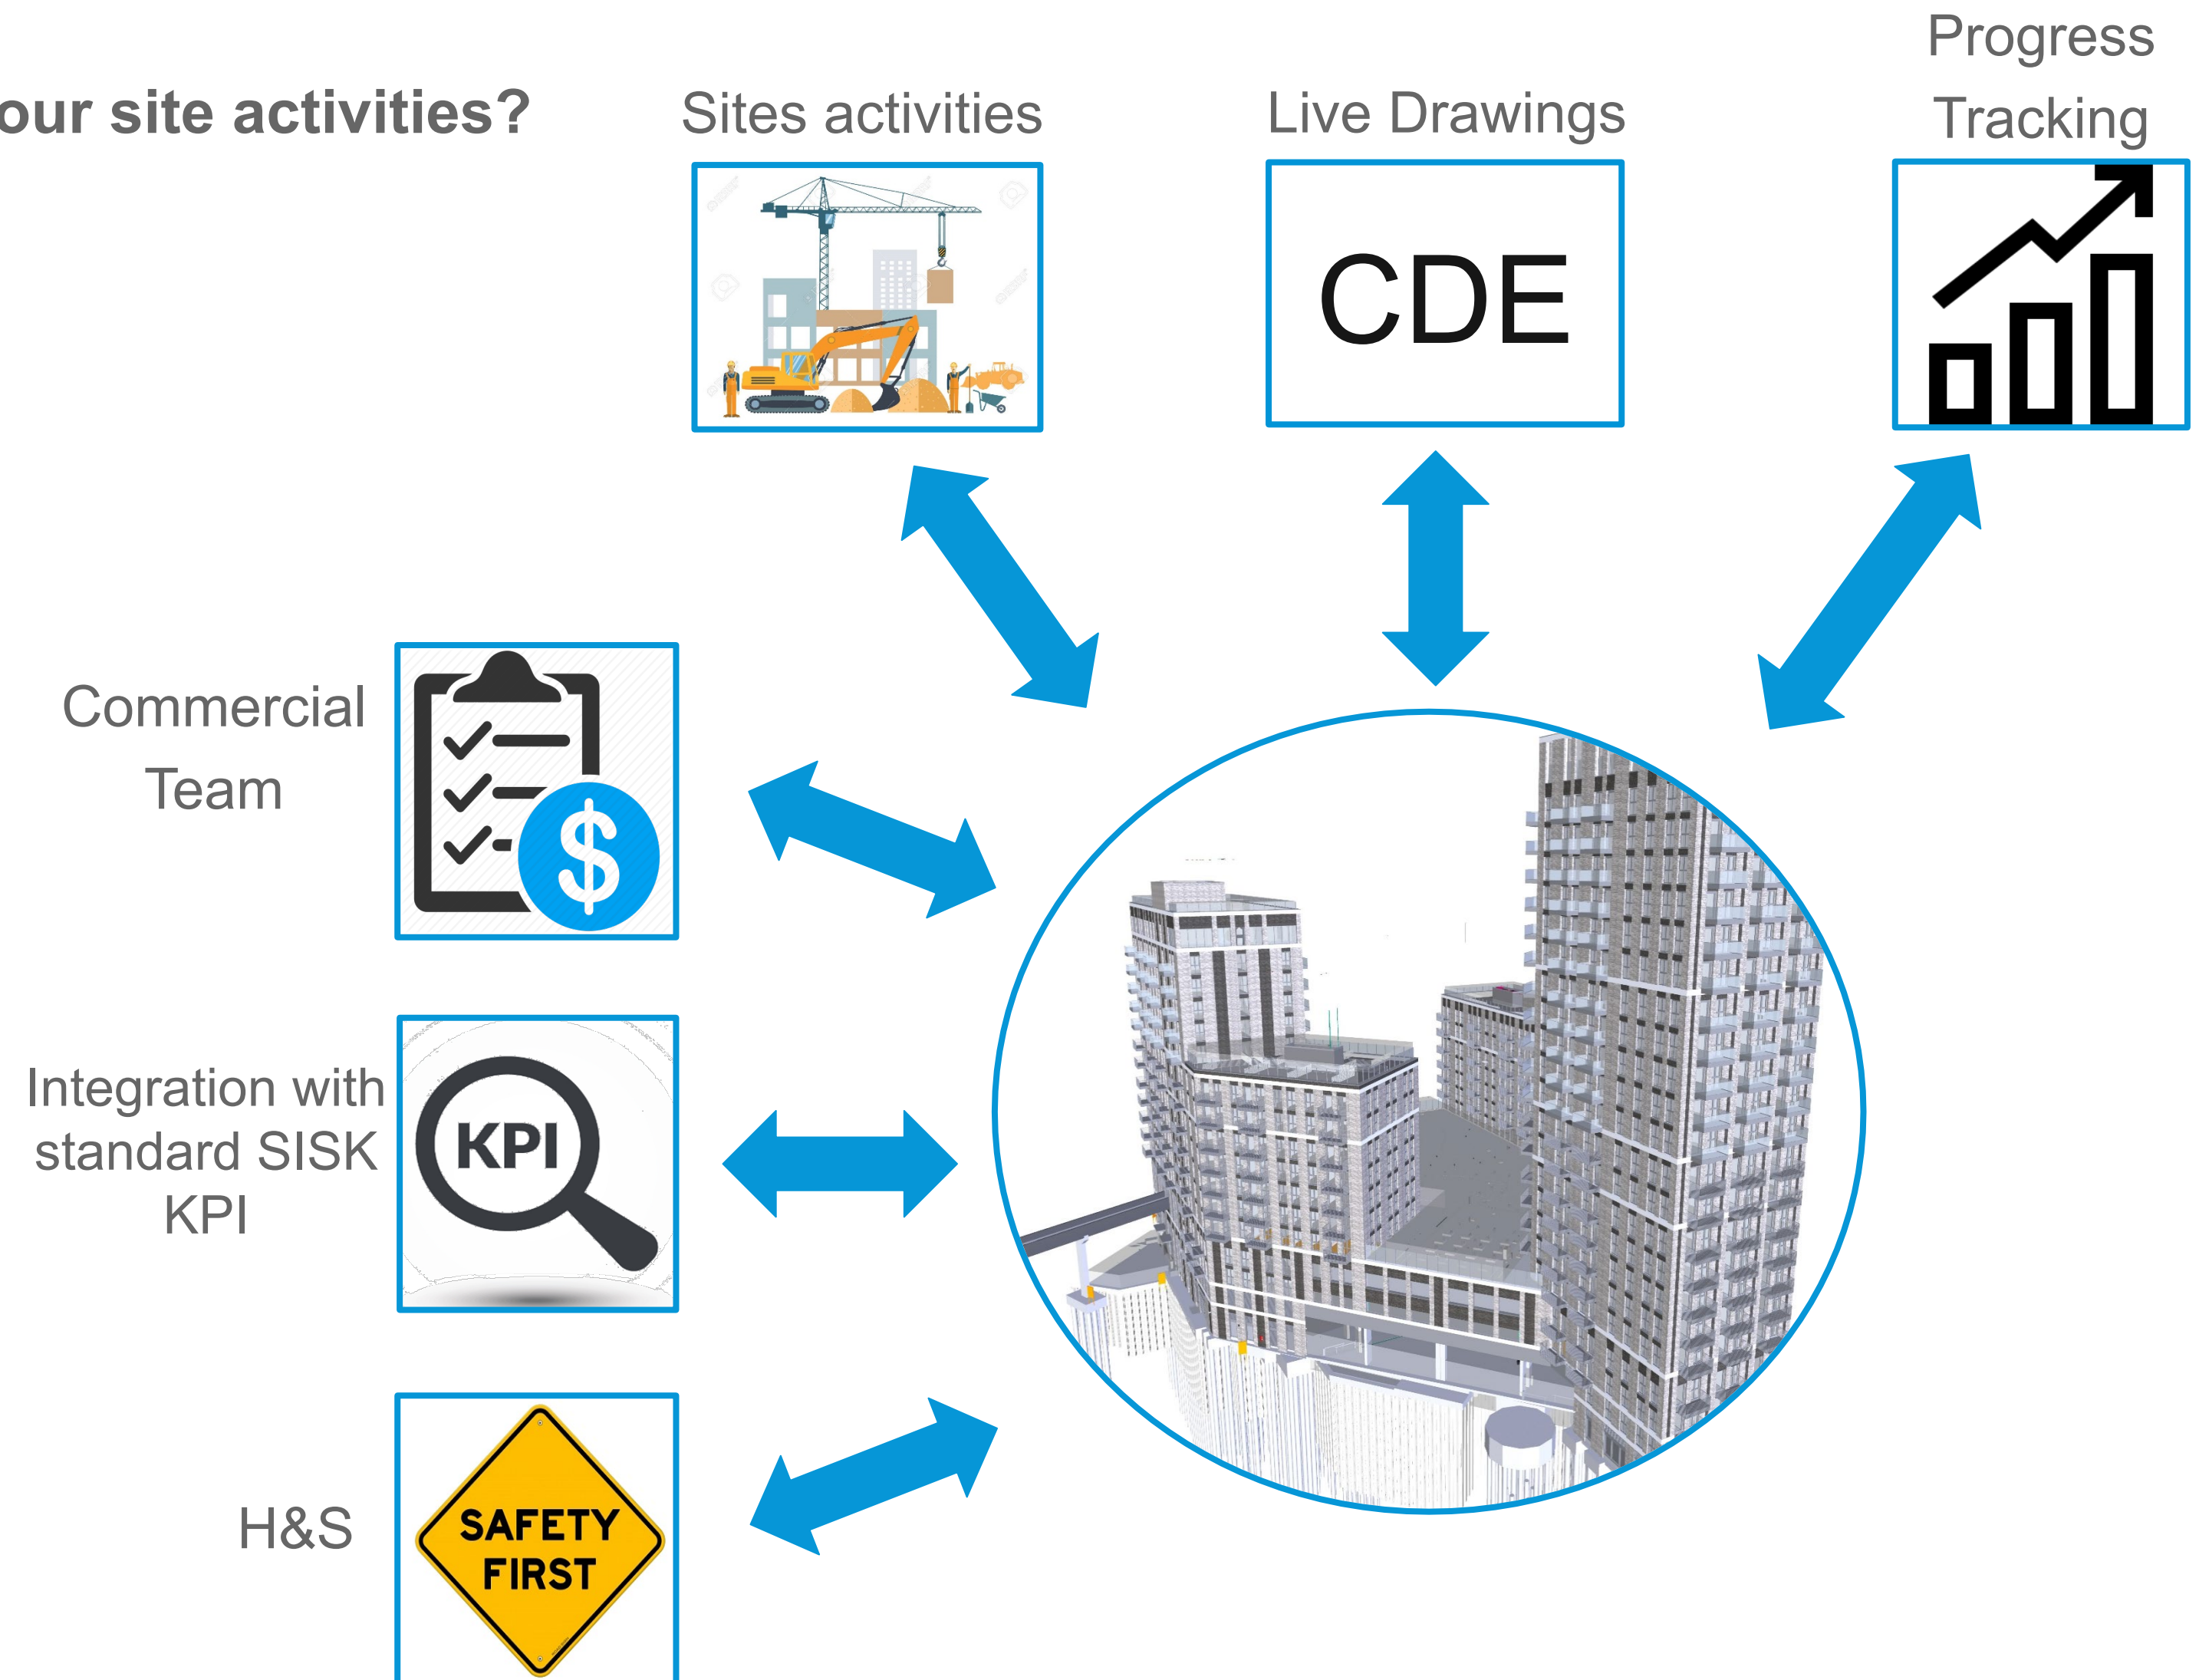 our site activities?
Sites activities
Live Drawings
Progress
Tracking
CDE
Commercial
Team
$
Integration with
standard SISK
KPI
KPI
H&S
SAFETY
FIRST